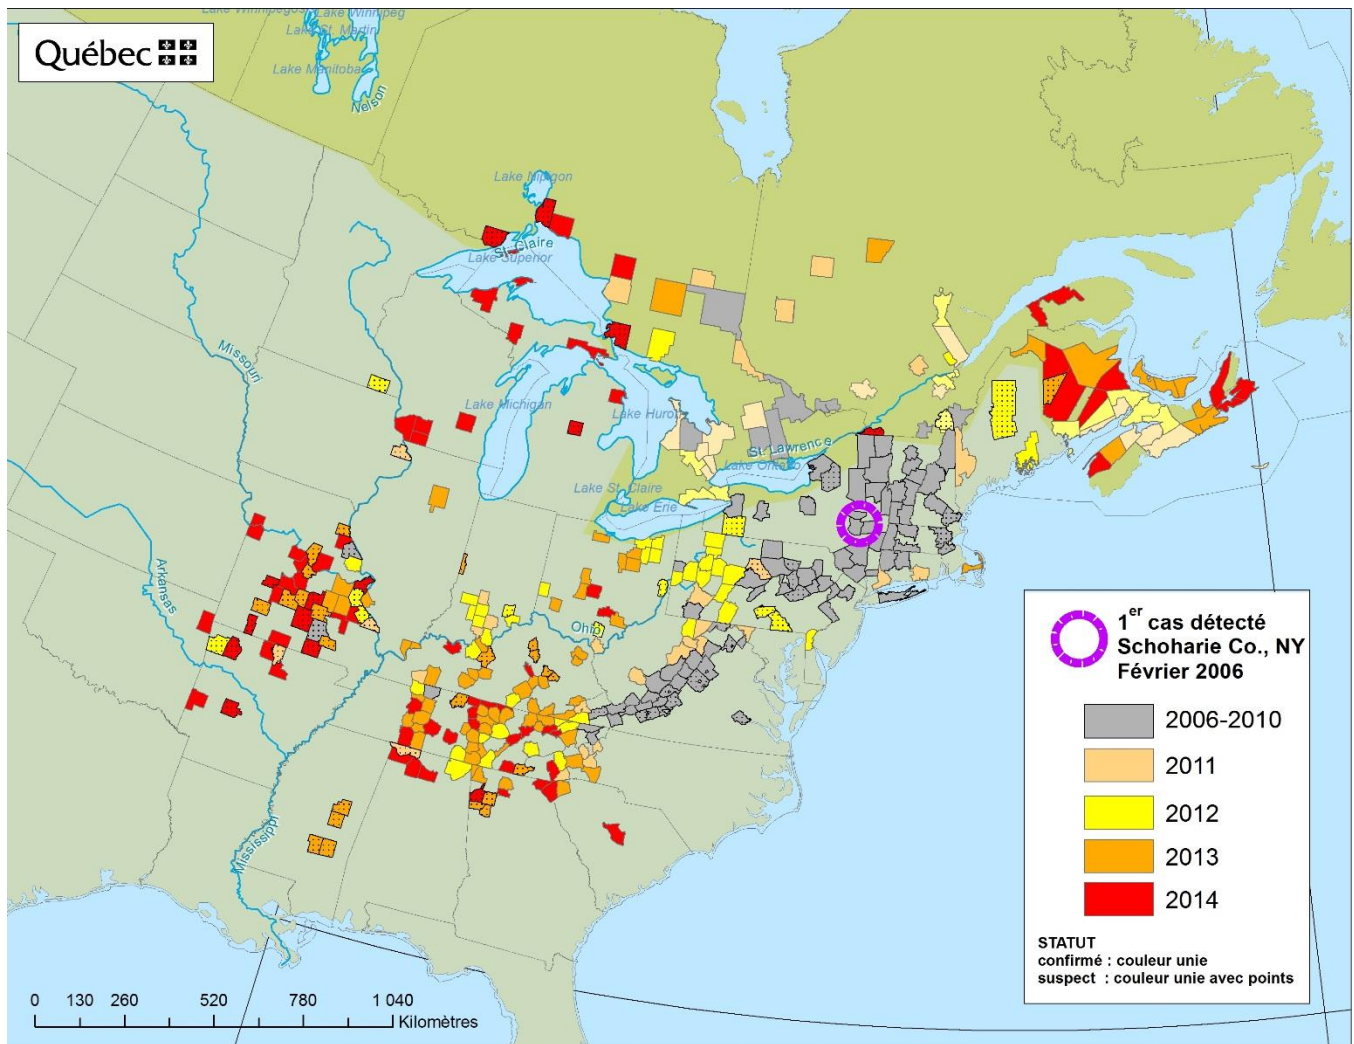 Lake Winnipegos
Lake Winnipeg
Lake St. Martin
Lake Manitoba
Nelson
Québec
Lake Nipigon
St. Claire
Lake Superior
Missouri
Lake Michigan
Lake Huron
St. Lawrence
Lake Ontario
Lake St. Claire
Lake Erie
Arkansas
Ohio
Mississippi
1er cas détecté
Schoharie Co., NY
Février 2006
2006-2010
2011
2012
2013
2014
STATUT
confirmé : couleur unie
suspect : couleur unie avec points
0 130 260 520 780 1 040
Kilomètres